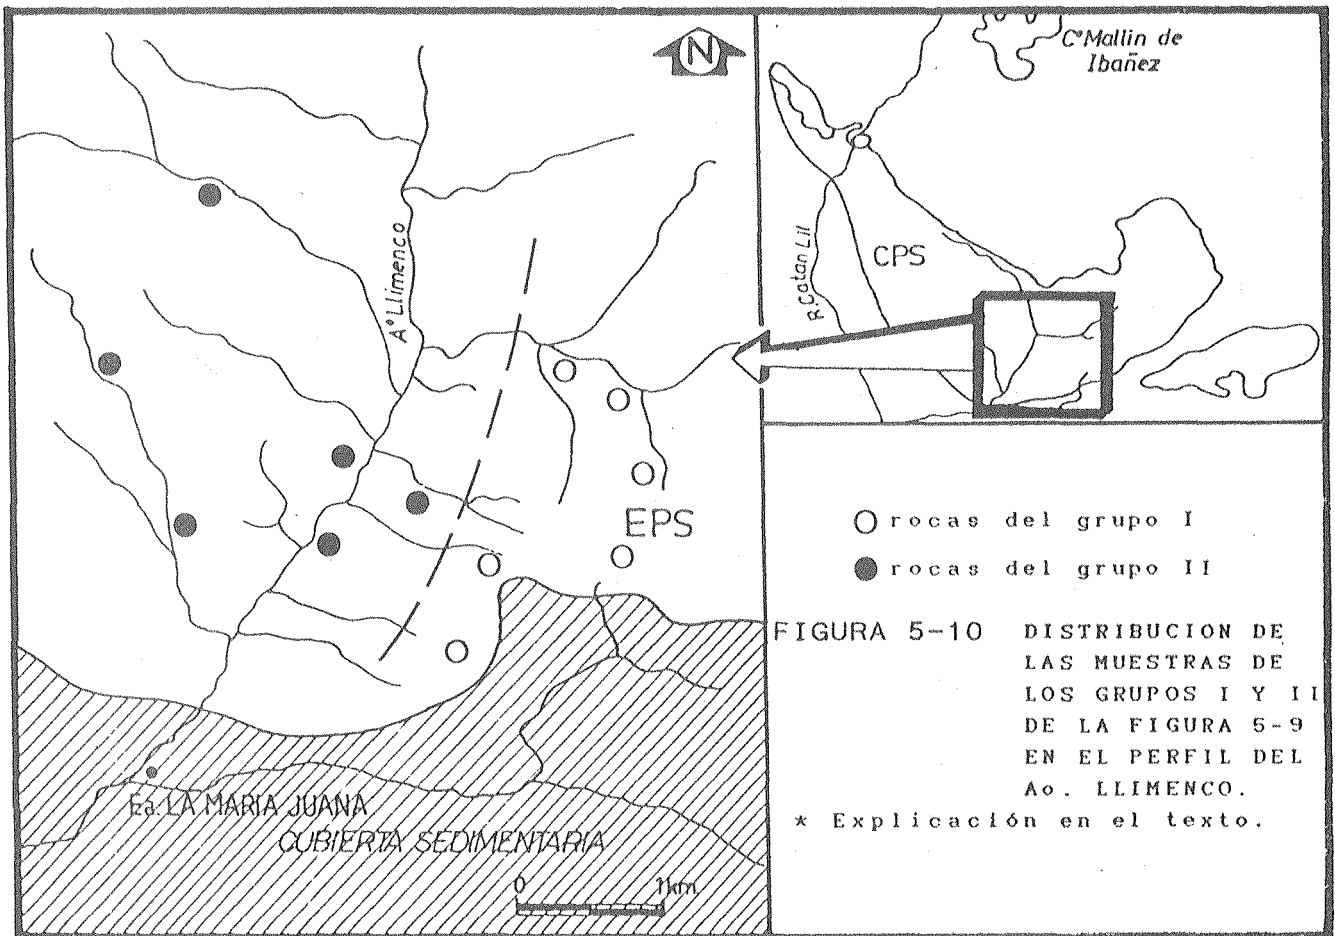 N
Aº Llimenco
EPS
Ea. LA MARIA JUANA
CUBIERTA SEDIMENTARIA
0 1km.
Cº Mallin de
Ibañez
R. Catan Lil
CPS
rocas del grupo I
rocas del grupo II
FIGURA 5-10 DISTRIBUCION DE
LAS MUESTRAS DE
LOS GRUPOS I Y II
DE LA FIGURA 5-9
EN EL PERFIL DEL
Ao. LLIMENCO.
* Explicación en el texto.